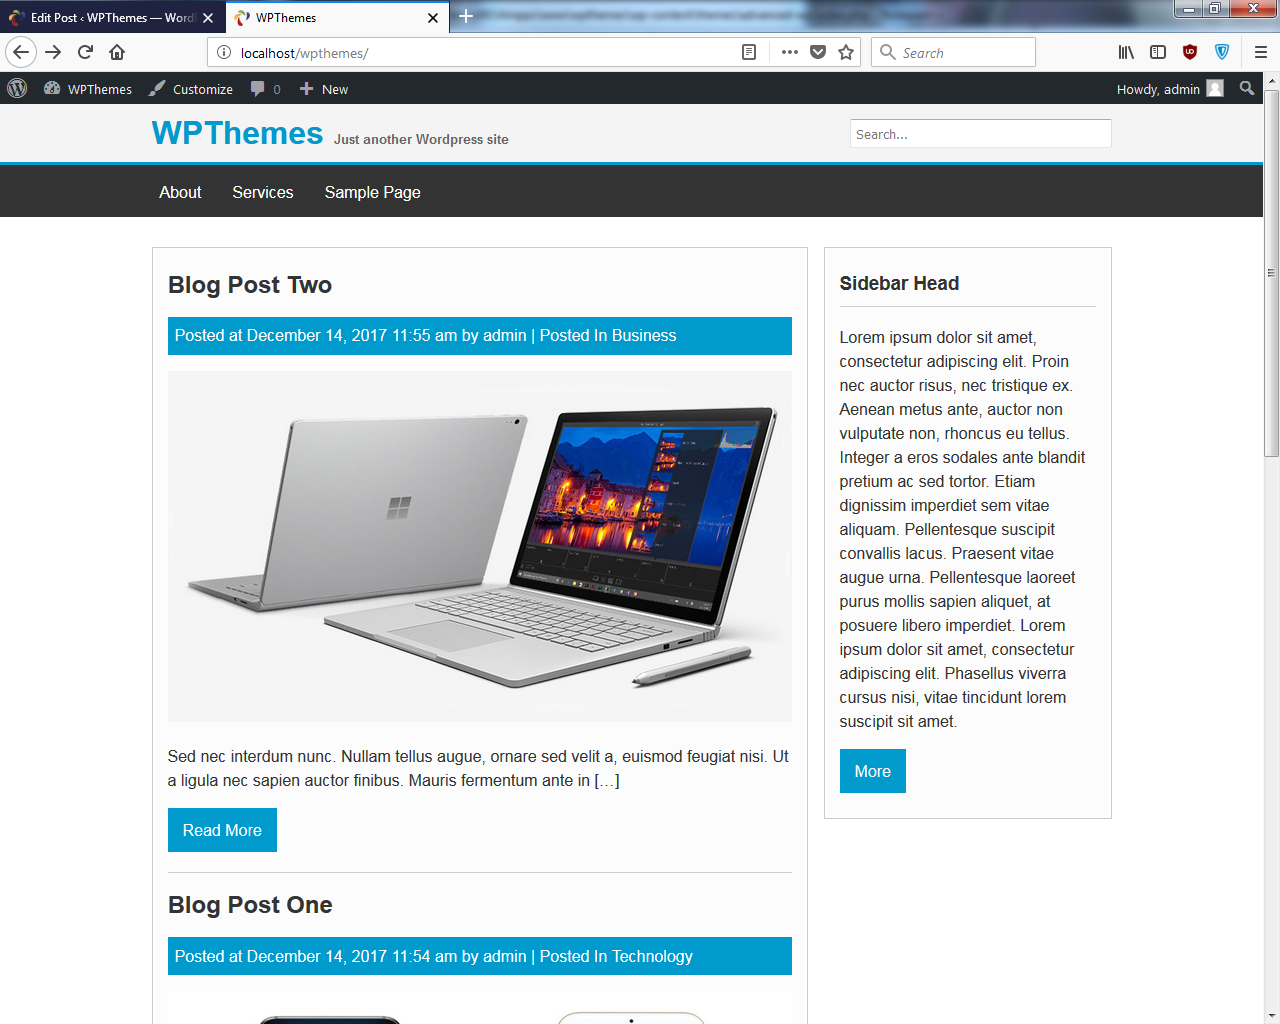 Edit Post ‹ WPThemes — Word
WPThemes
localhost/wpthemes/
Search
WPThemes
Customize
0
New
Howdy, admin
WPThemes
Just another Wordpress site
Search...
About
Services
Sample Page
Blog Post Two
Posted at December 14, 2017 11:55 am by admin | Posted In Business
Sed nec interdum nunc. Nullam tellus augue, ornare sed velit a, euismod feugiat nisi. Ut
a ligula nec sapien auctor finibus. Mauris fermentum ante in […]
Read More
Blog Post One
Posted at December 14, 2017 11:54 am by admin | Posted In Technology
Sidebar Head
Lorem ipsum dolor sit amet,
consectetur adipiscing elit. Proin
nec auctor risus, nec tristique ex.
Aenean metus ante, auctor non
vulputate non, rhoncus eu tellus.
Integer a eros sodales ante blandit
pretium ac sed tortor. Etiam
dignissim imperdiet sem vitae
aliquam. Pellentesque suscipit
convallis lacus. Praesent vitae
augue urna. Pellentesque laoreet
purus mollis sapien aliquet, at
posuere libero imperdiet. Lorem
ipsum dolor sit amet, consectetur
adipiscing elit. Phasellus viverra
cursus nisi, vitae tincidunt lorem
suscipit sit amet.
More